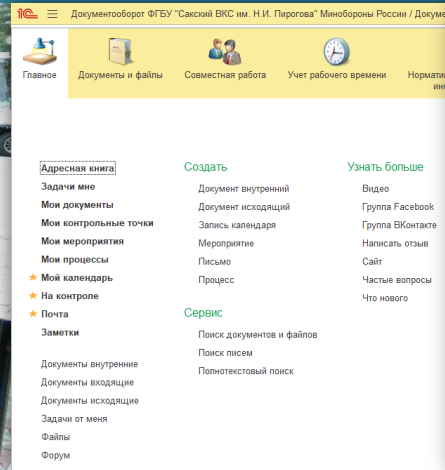 1С Документооборот ФГБУ "Сакский ВКС им. Н.И. Пирогова" Минобороны России / Докуме
Главное
Документы и файлы
Совместная работа
Учет рабочего времени
Нормати
Адресная книга
Задачи мне
Мои документы
Мои контрольные точки
Мои мероприятия
Мои процессы
Мой календарь
На контроле
Почта
Заметки
Документы внутренние
Документы входящие
Документы исходящие
Задачи от меня
Файлы
Форум
Создать
Документ внутренний
Документ исходящий
Запись календаря
Мероприятие
Письмо
Процесс
Сервис
Поиск документов и файлов
Поиск писем
Полнотекстовый поиск
Узнать больше
Видео
Группа Facebook
Группа ВКонтакте
Написать отзыв
Сайт
Частые вопросы
Что нового